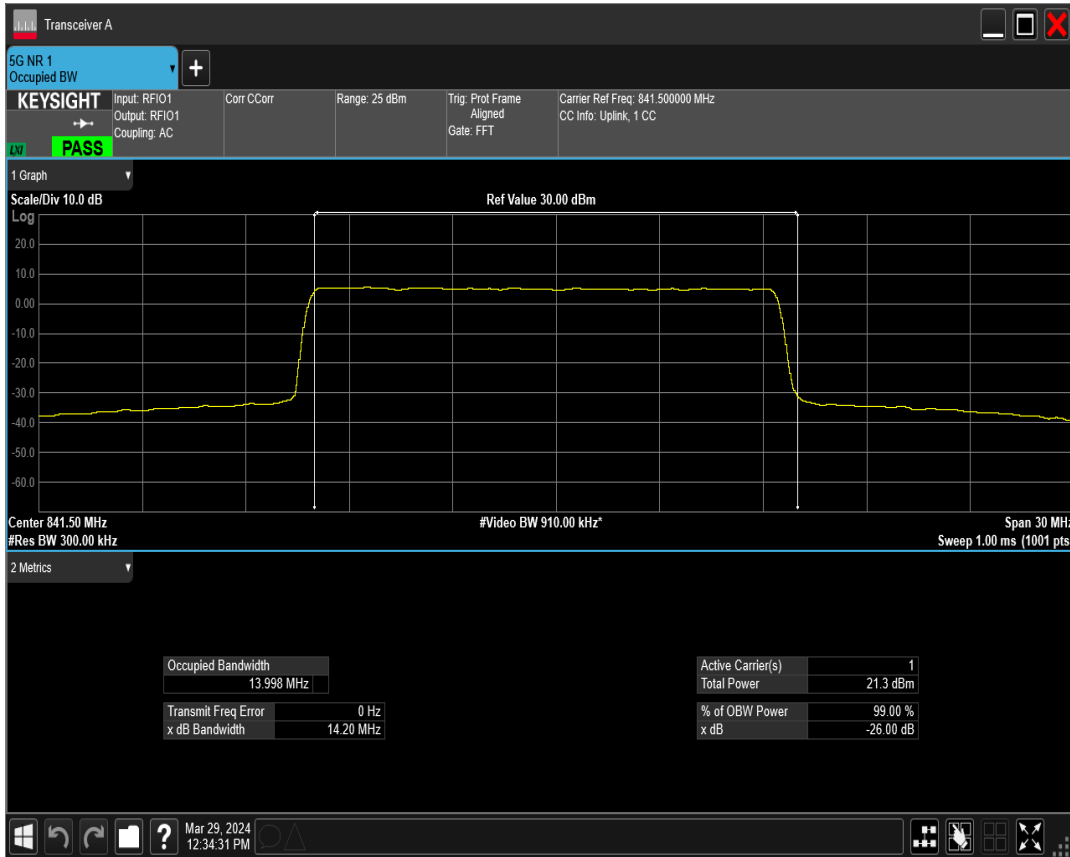 Transceiver A
5G NR 1
Occupied BW
+
KEYSIGHT
LXI
PASS
Input: RFIO1
Output: RFIO1
Coupling: AC
Corr CCorr
Range: 25 dBm
Trig: Prot Frame
Aligned
Gate: FFT
Carrier Ref Freq: 841.500000 MHz
CC Info: Uplink, 1 CC
1 Graph
Scale/Div 10.0 dB
Ref Value 30.00 dBm
Log
20.0
10.0
0.00
-10.0
-20.0
-30.0
-40.0
-50.0
-60.0
Center 841.50 MHz
#Video BW 910.00 kHz*
Span 30 MHz
#Res BW 300.00 kHz
Sweep 1.00 ms (1001 pts
2 Metrics
Occupied Bandwidth
13.998 MHz
Transmit Freq Error 0 Hz
x dB Bandwidth 14.20 MHz
Active Carrier(s) 1
Total Power 21.3 dBm
% of OBW Power 99.00 %
x dB -26.00 dB
?
Mar 29, 2024
12:34:31 PM